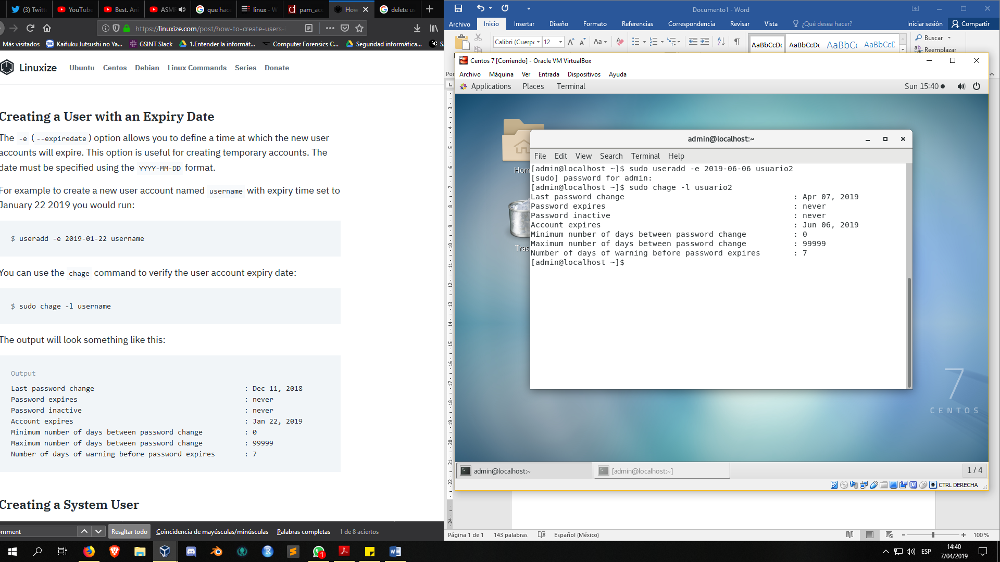 (3) Twitt
YouTube
Best. An
ASM
que hac
linux - W
pam_acc
How
delete us
https://linuxize.com/post/how-to-create-users-
Más visitados
Kaifuku Jutsushi no Ya...
GSINT Slack
1.Entender la informát...
Computer Forensics C...
Seguridad informática...
S
Linuxize
Ubuntu
Centos
Debian
Linux Commands
Series
Donate
Creating a User with an Expiry Date
The -e (--expiredate) option allows you to define a time at which the new user
accounts will expire. This option is useful for creating temporary accounts. The
date must be specified using the YYYY-MM-DD format.
For example to create a new user account named username with expiry time set to
January 22 2019 you would run:
$ useradd -e 2019-01-22 username
You can use the chage command to verify the user account expiry date:
$ sudo chage -l username
The output will look something like this:
Output
Last password change : Dec 11, 2018
Password expires : never
Password inactive : never
Account expires : Jan 22, 2019
Minimum number of days between password change : 0
Maximum number of days between password change : 99999
Number of days of warning before password expires : 7
Creating a System User
omment
Resaltar todo
Coincidencia de mayúsculas/minúsculas
Palabras completas
1 de 8 aciertos
Documento1 - Word
Archivo
Inicio
Insertar
Diseño
Formato
Referencias
Correspondencia
Revisar
Vista
¿Qué desea hacer?
Iniciar sesión
Compartir
Calibri (Cuerpo
12
Aa
AaBbCcDc
AaBbCcDc
AaBbC(
AaBbCcD
Buscar
Reemplazar
Por
Centos 7 [Corriendo] - Oracle VM VirtualBox
Archivo
Máquina
Ver
Entrada
Dispositivos
Ayuda
Applications
Places
Terminal
Sun 15:40
Hom
Tras
admin@localhost:~
File
Edit
View
Search
Terminal
Help
[admin@localhost ~]$ sudo useradd -e 2019-06-06 usuario2
[sudo] password for admin:
[admin@localhost ~]$ sudo chage -l usuario2
Last password change : Apr 07, 2019
Password expires : never
Password inactive : never
Account expires : Jun 06, 2019
Minimum number of days between password change : 0
Maximum number of days between password change : 99999
Number of days of warning before password expires : 7
[admin@localhost ~]$
7
CENTOS
admin@localhost:~
[admin@localhost:~]
1 / 4
CTRL DERECHA
Página 1 de 1
143 palabras
Español (México)
100 %
ESP
14:40
7/04/2019